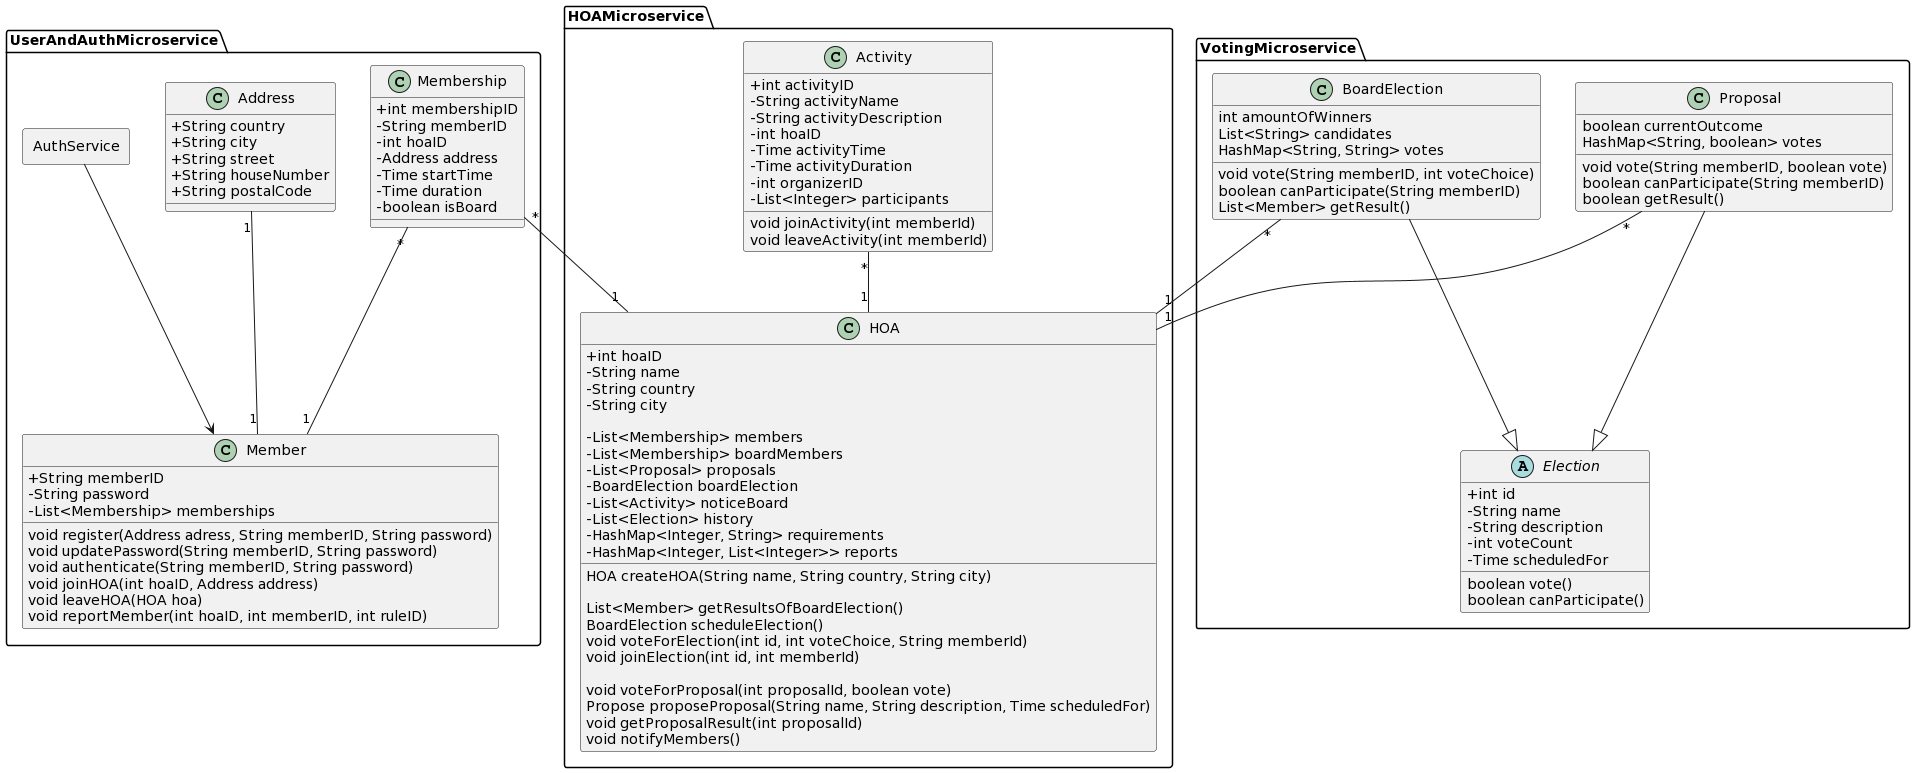 UserAndAuthMicroservice
AuthService
C Address
+String country
+String city
+String street
+String houseNumber
+String postalCode
C Membership
+int membershipID
-String memberID
-int hoaID
-Address address
-Time startTime
-Time duration
-boolean isBoard
1
*
*
1
1
1
C Member
+String memberID
-String password
-List<Membership> memberships
void register(Address adress, String memberID, String password)
void updatePassword(String memberID, String password)
void authenticate(String memberID, String password)
void joinHOA(int hoaID, Address address)
void leaveHOA(HOA hoa)
void reportMember(int hoaID, int memberID, int ruleID)
HOAMicroservice
C Activity
+int activityID
-String activityName
-String activityDescription
-int hoaID
-Time activityTime
-Time activityDuration
-int organizerID
-List<Integer> participants
void joinActivity(int memberId)
void leaveActivity(int memberId)
*
1
C HOA
+int hoaID
-String name
-String country
-String city
-List<Membership> members
-List<Membership> boardMembers
-List<Proposal> proposals
-BoardElection boardElection
-List<Activity> noticeBoard
-List<Election> history
-HashMap<Integer, String> requirements
-HashMap<Integer, List<Integer>> reports
HOA createHOA(String name, String country, String city)
List<Member> getResultsOfBoardElection()
BoardElection scheduleElection()
void voteForElection(int id, int voteChoice, String memberId)
void joinElection(int id, int memberId)
void voteForProposal(int proposalId, boolean vote)
Propose proposeProposal(String name, String description, Time scheduledFor)
void getProposalResult(int proposalId)
void notifyMembers()
VotingMicroservice
C BoardElection
int amountOfWinners
List<String> candidates
HashMap<String, String> votes
void vote(String memberID, int voteChoice)
boolean canParticipate(String memberID)
List<Member> getResult()
C Proposal
boolean currentOutcome
HashMap<String, boolean> votes
void vote(String memberID, boolean vote)
boolean canParticipate(String memberID)
boolean getResult()
*
*
1
1
A Election
+int id
-String name
-String description
-int voteCount
-Time scheduledFor
boolean vote()
boolean canParticipate()